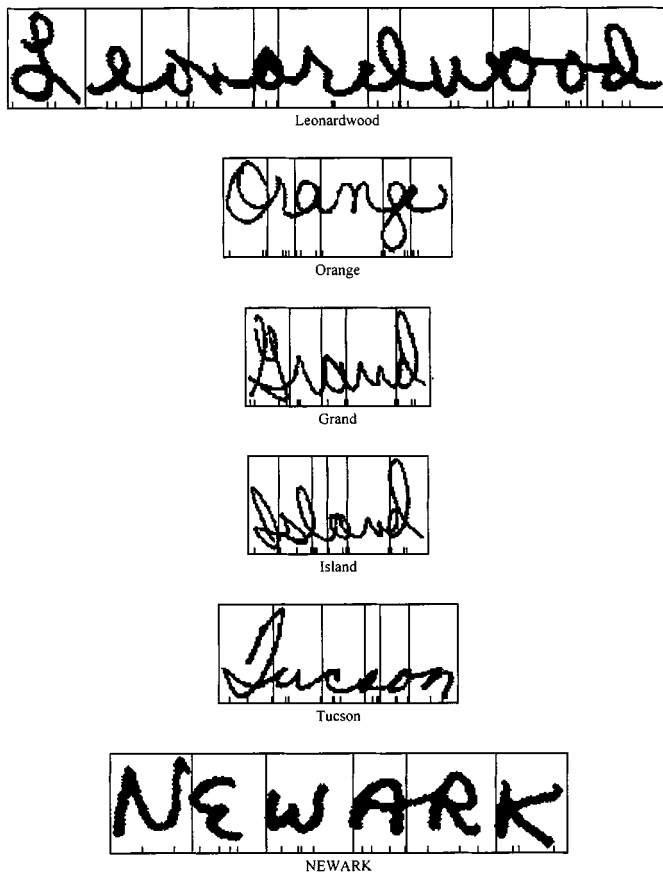 Leonardwood
Leonardwood
Orange
Orange
Grand
Grand
Island
Island
Tucson
Tucson
NEWARK
NEWARK